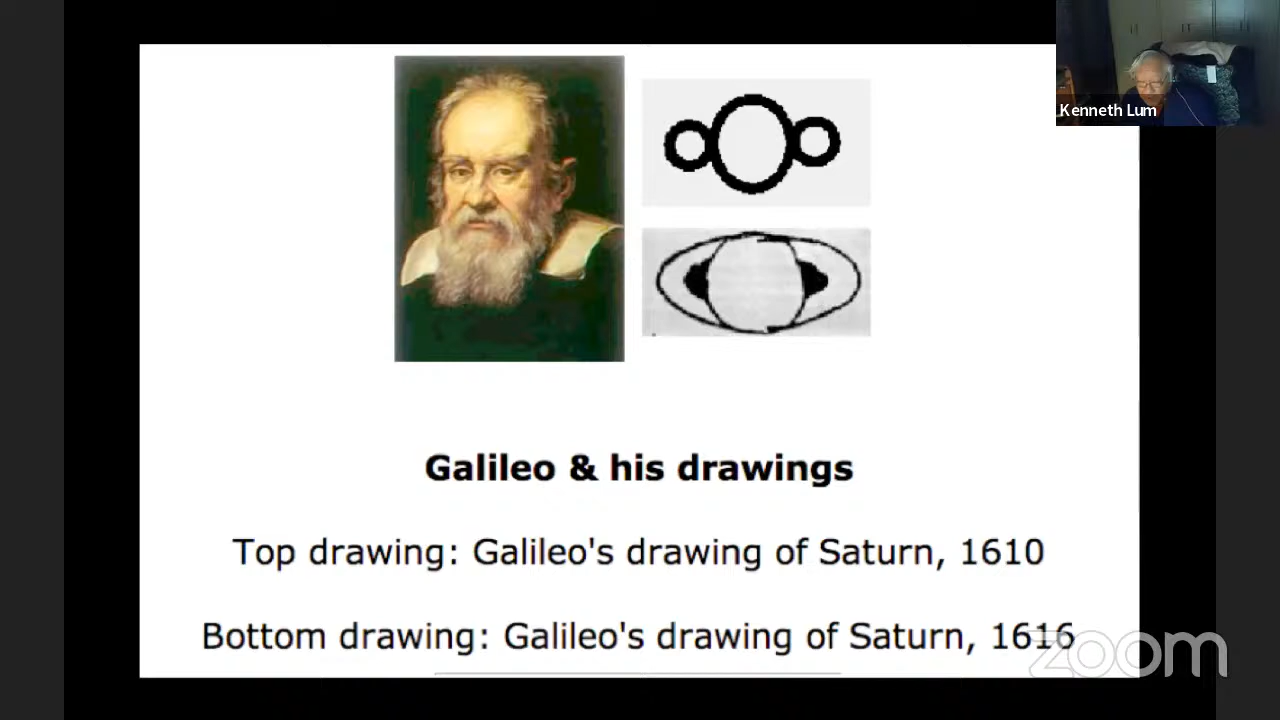 Kenneth Lum
Galileo & his drawings
Top drawing: Galileo's drawing of Saturn, 1610
Bottom drawing: Galileo's drawing of Saturn, 1616
zoom